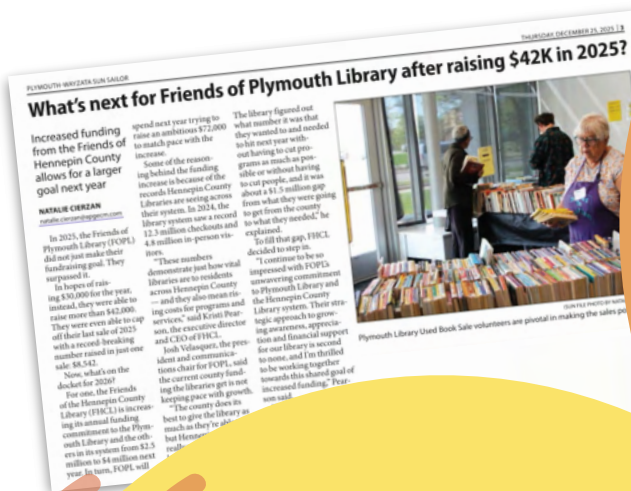 PLYMOUTH-WAYZATA SUN SAILOR
THURSDAY, DECEMBER 25, 2025 | 3
What's next for Friends of Plymouth Library after raising $42K in 2025?
Increased funding
from the Friends of
Hennepin County
allows for a larger
goal next year
NATALIE CIERZAN
natalie.cierzan@apgecm.com
In 2025, the Friends of
Plymouth Library (FOPL)
did not just make their
fundraising goal. They
surpassed it.
In hopes of rais-
ing $30,000 for the year,
instead, they were able to
raise more than $42,000.
They were even able to cap
off their last sale of 2025
with a record-breaking
number raised in just one
sale: $8,542.
Now, what's on the
docket for 2026?
For one, the Friends
of the Hennepin County
Library (FHCL) is increas-
ing its annual funding
commitment to the Plym-
outh Library and the oth-
ers in its system from $2.5
million to $4 million next
year. In turn, FOPL will
spend next year trying to
raise an ambitious $72,000
to match pace with the
increase.
Some of the reason-
ing behind the funding
increase is because of the
records Hennepin County
Libraries are seeing across
their system. In 2024, the
library system saw a record
12.3 million checkouts and
4.8 million in-person vis-
itors.
"These numbers
demonstrate just how vital
libraries are to residents
across Hennepin County
— and they also mean ris-
ing costs for programs and
services," said Kristi Pear-
son, the executive director
and CEO of FHCL.
Josh Velasquez, the pres-
ident and communica-
tions chair for FOPL, said
the current county fund-
ing the libraries get is not
keeping pace with growth.
"The county does its
best to give the library as
much as they're
but
The library figured out
what number it was that
they wanted to and needed
to hit next year with-
out having to cut pro-
grams as much as pos-
sible or without having
to cut people, and it was
about a $1.5 million gap
from what they were going
to get from the county
to what they needed," he
explained.
To fill that gap, FHCL
decided to step in.
"I continue to be so
impressed with FOPL's
unwavering commitment
to Plymouth Library and
the Hennepin County
Library system. Their stra-
tegic approach to grow-
ing awareness, apprecia-
tion and financial support
for our library is second
to none, and I'm thrilled
to be working together
towards this shared goal of
increased funding," Pear-
son said.
(SUN FILE PHOTO BY
Plymouth Library Used Book Sale volunteers are pivotal in making the sales